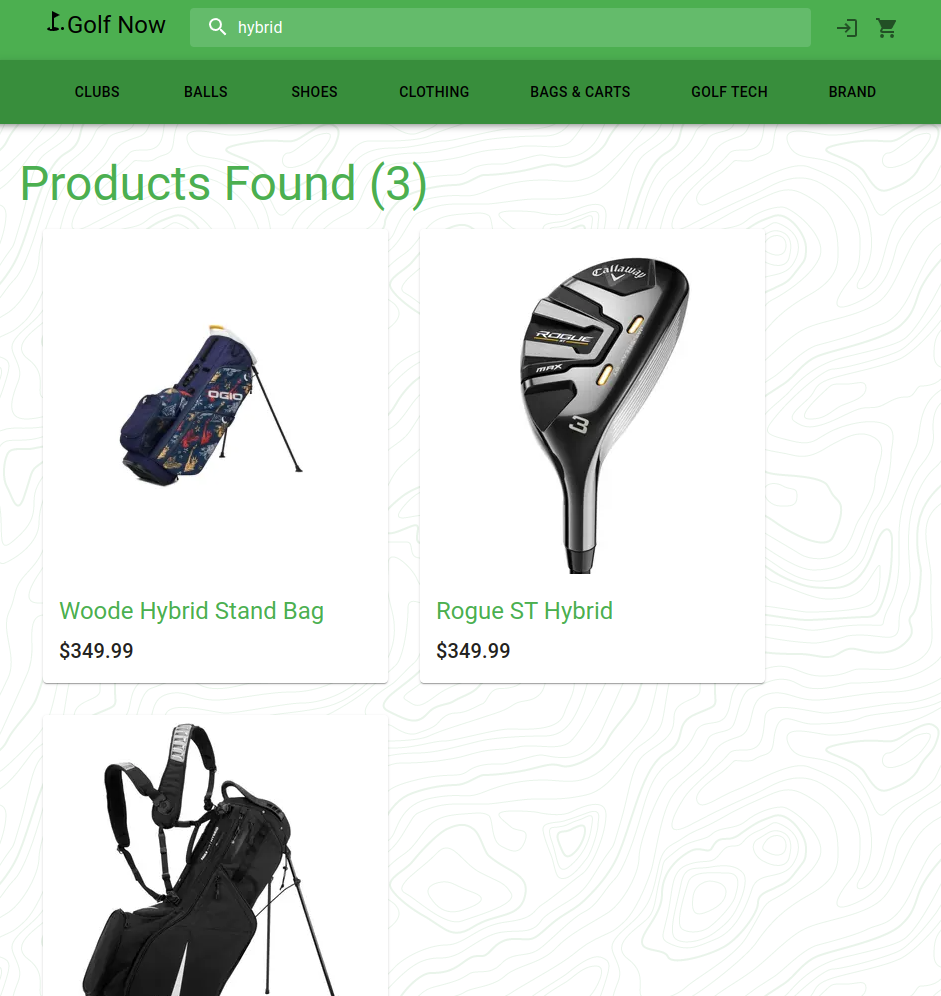 Golf Now
hybrid
CLUBS BALLS SHOES CLOTHING BAGS & CARTS GOLF TECH BRAND
Products Found (3)
OGIO
Callaway
ROGUE
ST
MAX
3
Woode Hybrid Stand Bag
$349.99
Rogue ST Hybrid
$349.99